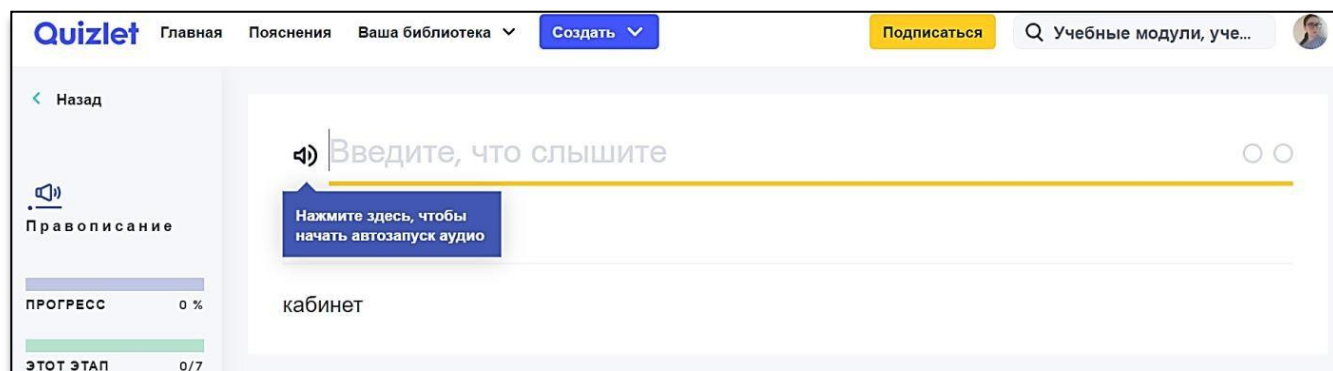 Quizlet Главная Пояснения Ваша библиотека Создать Подписаться Учебные модули, уче...
Назад
Введите, что слышите
Нажмите здесь, чтобы
начать автозапуск аудио
Правописание
ПРОГРЕСС 0 %
кабинет
ЭТОТ ЭТАП 0/7